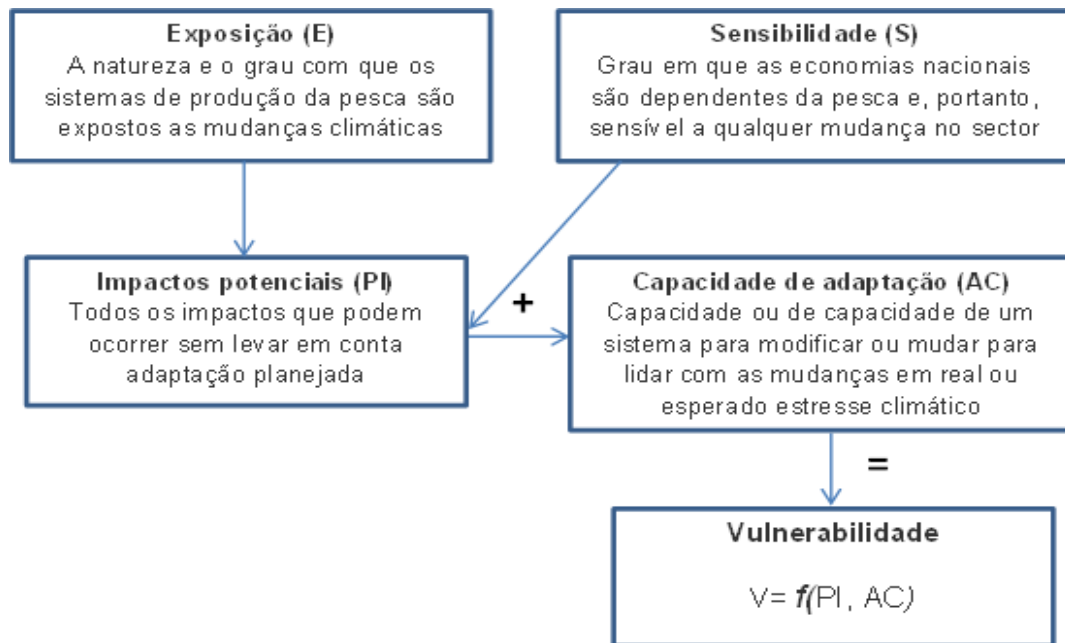 Exposição (E)
A natureza e o grau com que os
sistemas de produção da pesca são
expostos as mudanças climáticas
Sensibilidade (S)
Grau em que as economias nacionais
são dependentes da pesca e, portanto,
sensível a qualquer mudança no sector
Impactos potenciais (PI)
Todos os impactos que podem
ocorrer sem levar em conta
adaptação planejada
+
Capacidade de adaptação (AC)
Capacidade ou de capacidade de um
sistema para modificar ou mudar para
lidar com as mudanças em real ou
esperado estresse climático
=
Vulnerabilidade
V= f(PI, AC)